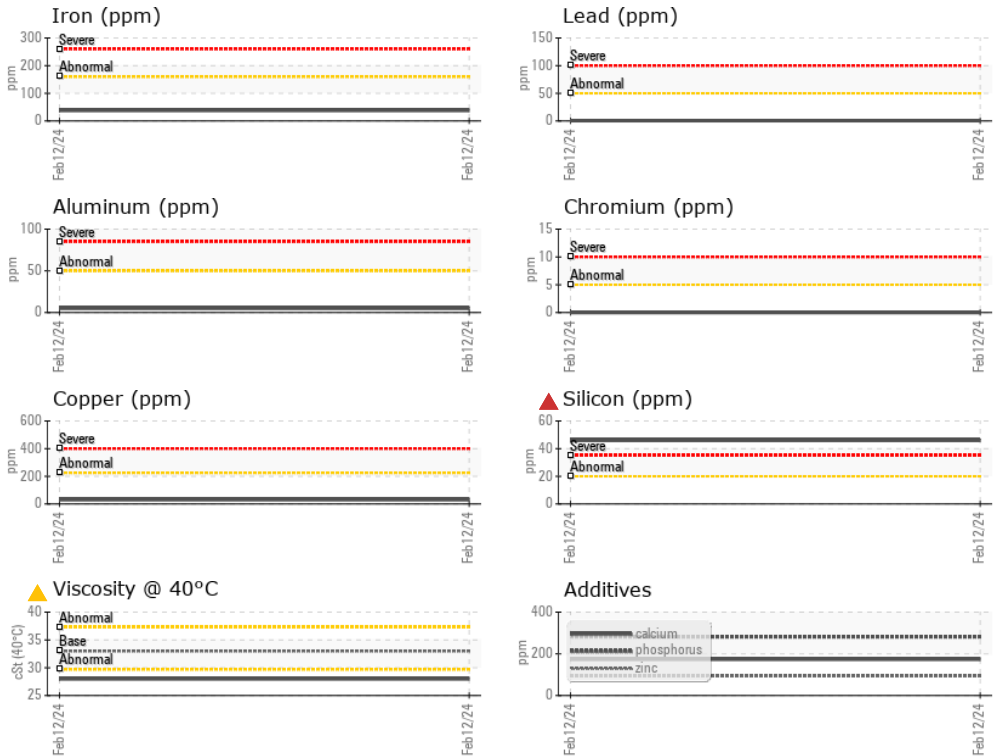 Iron (ppm)
300
200
100
0
ppm
Severe
Abnormal
Feb12/24
Feb12/24
Lead (ppm)
150
100
50
0
ppm
Severe
Abnormal
Feb12/24
Feb12/24
Aluminum (ppm)
100
50
0
ppm
Severe
Abnormal
Feb12/24
Feb12/24
Chromium (ppm)
15
10
5
0
ppm
Severe
Abnormal
Feb12/24
Feb12/24
Copper (ppm)
600
400
200
0
ppm
Severe
Abnormal
Feb12/24
Feb12/24
Silicon (ppm)
60
40
20
0
ppm
Severe
Abnormal
Feb12/24
Feb12/24
Viscosity @ 40°C
40
35
30
25
cSt (40°C)
Abnormal
Base
Abnormal
Feb12/24
Feb12/24
Additives
400
200
0
ppm
calcium
phosphorus
zinc
Feb12/24
Feb12/24